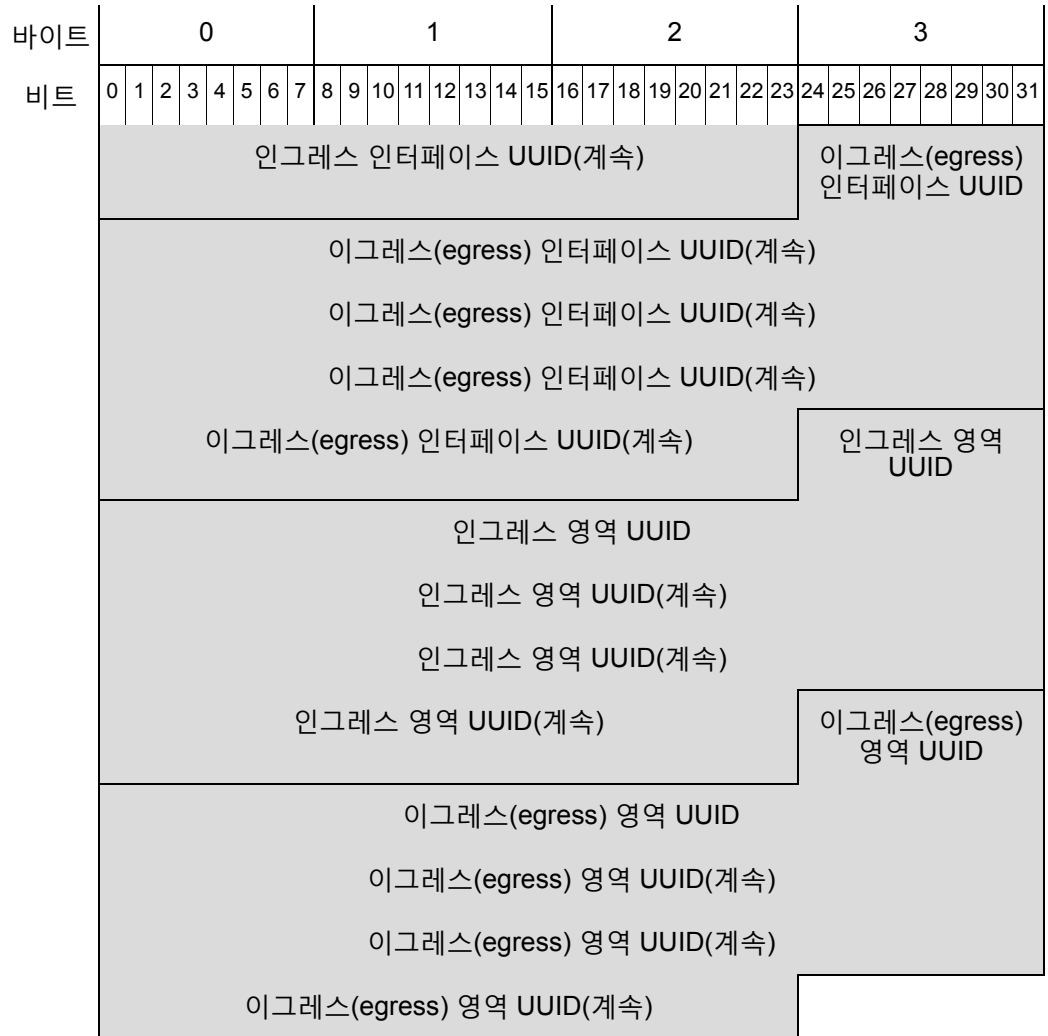 바이트 0 1 2 3
비트 0 1 2 3 4 5 6 7 8 9 10 11 12 13 14 15 16 17 18 19 20 21 22 23 24 25 26 27 28 29 30 31
인그레스 인터페이스 UUID(계속)
이그레스(egress)
인터페이스 UUID
이그레스(egress) 인터페이스 UUID(계속)
이그레스(egress) 인터페이스 UUID(계속)
이그레스(egress) 인터페이스 UUID(계속)
이그레스(egress) 인터페이스 UUID(계속)
인그레스 영역
UUID
인그레스 영역 UUID
인그레스 영역 UUID(계속)
인그레스 영역 UUID(계속)
인그레스 영역 UUID(계속)
이그레스(egress)
영역 UUID
이그레스(egress) 영역 UUID
이그레스(egress) 영역 UUID(계속)
이그레스(egress) 영역 UUID(계속)
이그레스(egress) 영역 UUID(계속)